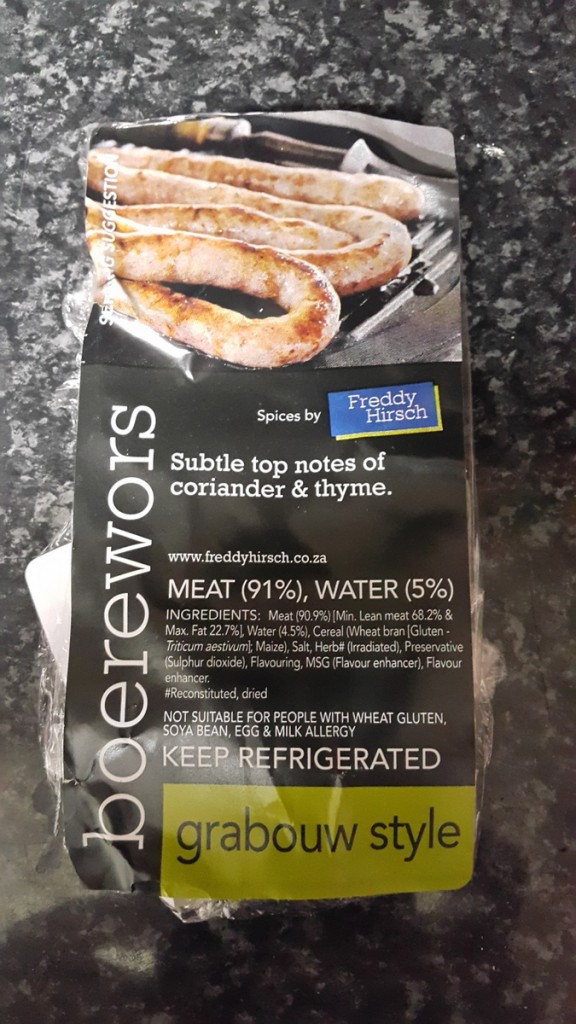 SERVING SUGGESTION
boerewors
Spices by
Freddy
Hirsch
Subtle top notes of
coriander & thyme.
www.freddyhirsch.co.za
MEAT (91%), WATER (5%)
INGREDIENTS: Meat (90.9%) [Min. Lean meat 68.2% &
Max. Fat 22.7%], Water (4.5%), Cereal (Wheat bran [Gluten -
Triticum aestivum]; Maize), Salt, Herb# (Irradiated), Preservative
(Sulphur dioxide), Flavouring, MSG (Flavour enhancer), Flavour
enhancer.
#Reconstituted, dried
NOT SUITABLE FOR PEOPLE WITH WHEAT GLUTEN,
SOYA BEAN, EGG & MILK ALLERGY
KEEP REFRIGERATED
grabouw style